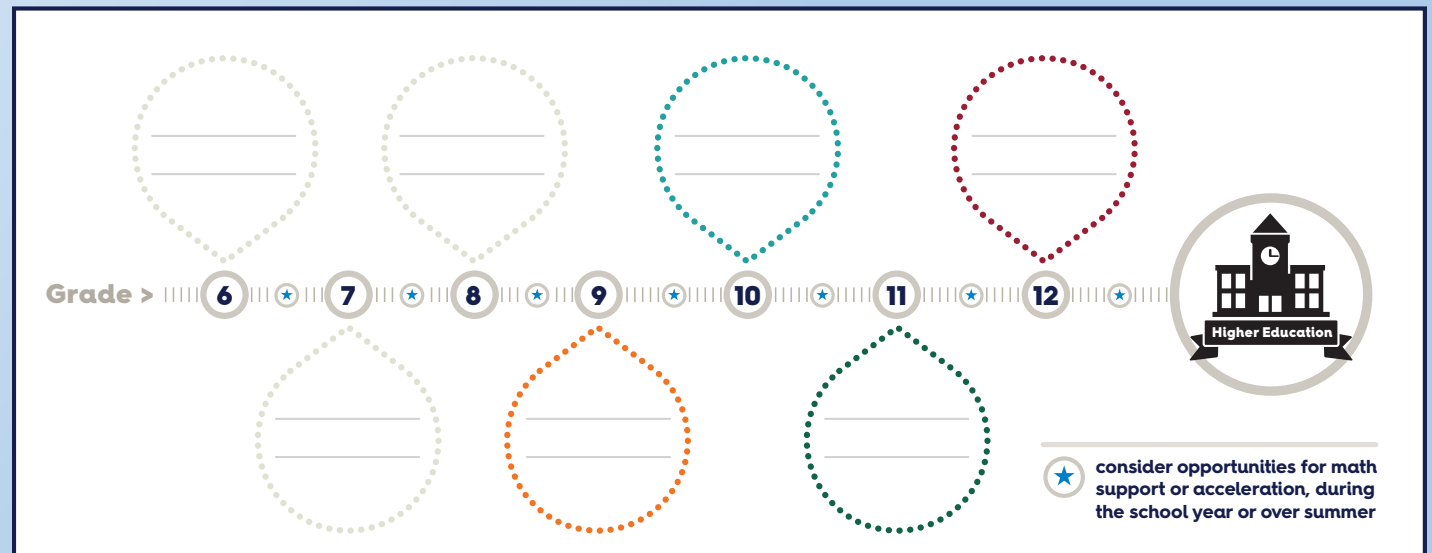 Grade > 6 7 8 9 10 11 12
Higher Education
consider opportunities for math
support or acceleration, during
the school year or over summer